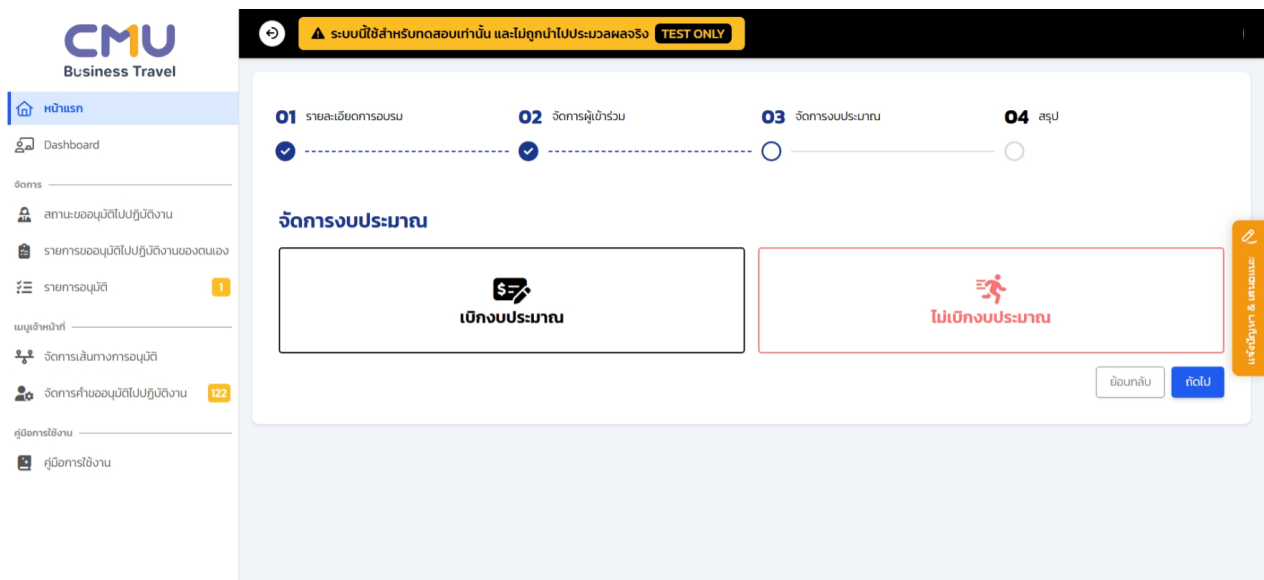 CMU
Business Travel
หน้าแรก
Dashboard
จัดการ
สถานะขออนุมัติไปปฏิบัติงาน
รายการขออนุมัติไปปฏิบัติงานของตนเอง
รายการอนุมัติ 1
เมนูเจ้าหน้าที่
จัดการเส้นทางการอนุมัติ
จัดการคำขออนุมัติไปปฏิบัติงาน 122
คู่มือการใช้งาน
คู่มือการใช้งาน
ระบบนี้ใช้สำหรับทดสอบเท่านั้น และไม่ถูกนำไปประมวลผลจริง TEST ONLY
01 รายละเอียดการอบรม
02 จัดการผู้เข้าร่วม
03 จัดการงบประมาณ
04 สรุป
จัดการงบประมาณ
เบิกงบประมาณ
ไม่เบิกงบประมาณ
ย้อนกลับ
ถัดไป
แจ้งปัญหา & เสนอแนะ